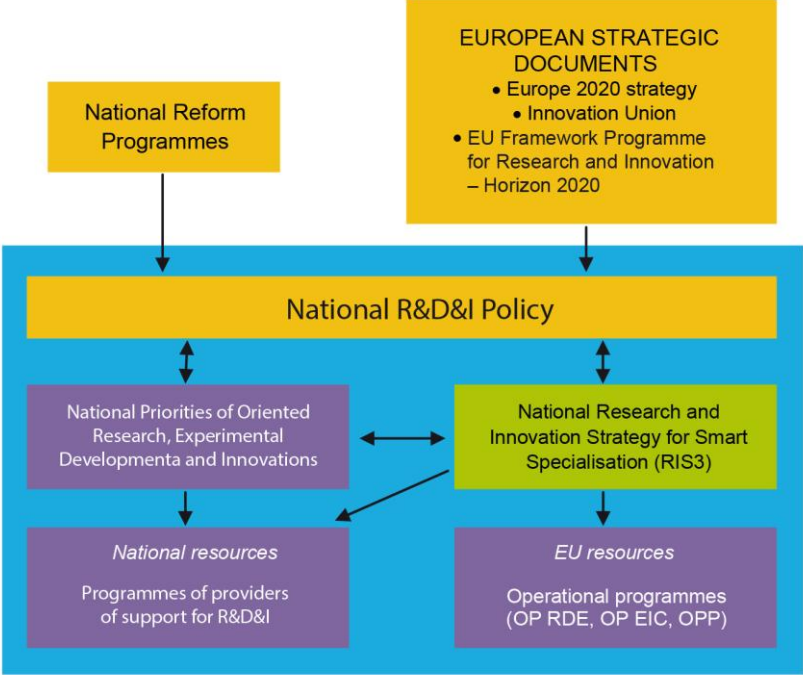 National Reform
Programmes
EUROPEAN STRATEGIC
DOCUMENTS
• Europe 2020 strategy
• Innovation Union
• EU Framework Programme
for Research and Innovation
– Horizon 2020
National R&D&I Policy
National Priorities of Oriented
Research, Experimental
Developmenta and Innovations
National Research and
Innovation Strategy for Smart
Specialisation (RIS3)
National resources
Programmes of providers
of support for R&D&I
EU resources
Operational programmes
(OP RDE, OP EIC, OPP)